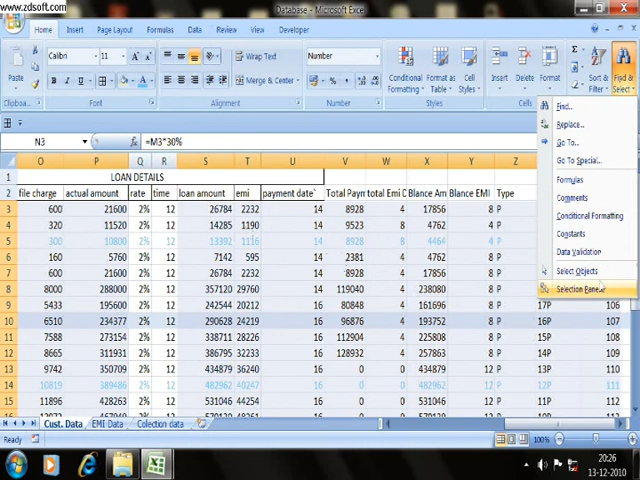 www.zdsoft.com
Database - Microsoft Excel
Home Insert Page Layout Formulas Data Review View Developer
Calibri 11
Wrap Text
Number
Paste
B I U
Merge & Center
Conditional Formatting Format as Table Cell Styles Insert Delete Format Sort & Filter Find & Select
Clipboard Font Alignment Number Styles Cells
Find...
Replace...
Go To...
Go To Special...
Formulas
Comments
Conditional Formatting
Constants
Data Validation
Select Objects
Selection Pane
N3 =M3*30%
O P Q R S T U V W X Y Z
1 LOAN DETAILS
2 file charge actual amount rate time loan amount emi payment date` Total Payn total Emi D Blance Am Blance EMI Type
3 600 21600 2% 12 26784 2232 14 8928 4 17856 8 P
4 320 11520 2% 12 14285 1190 14 9523 8 4762 4 P
5 300 10800 2% 12 13392 1116 14 8928 8 4464 4 P
6 160 5760 2% 12 7142 595 14 2381 4 4762 8 P
7 600 21600 2% 12 26784 2232 14 8928 4 17856 8 P
8 8000 288000 2% 12 357120 29760 14 119040 4 238080 8 P
9 5433 195600 2% 12 242544 20212 16 80848 4 161696 8 17P 106
10 6510 234377 2% 12 290628 24219 16 96876 4 193752 8 16P 107
11 7588 273154 2% 12 338711 28226 16 112904 4 225808 8 15P 108
12 8665 311931 2% 12 386795 32233 16 128932 4 257863 8 14P 109
13 9742 350709 2% 12 434879 36240 16 0 0 434879 12 13P 110
14 10819 389486 2% 12 482962 40247 16 0 0 482962 12 12P 111
15 11896 428263 2% 12 531046 44254 16 0 0 531046 12 11P 112
Cust. Data EMI Data Colection data
Ready 100%
20:26
13-12-2010